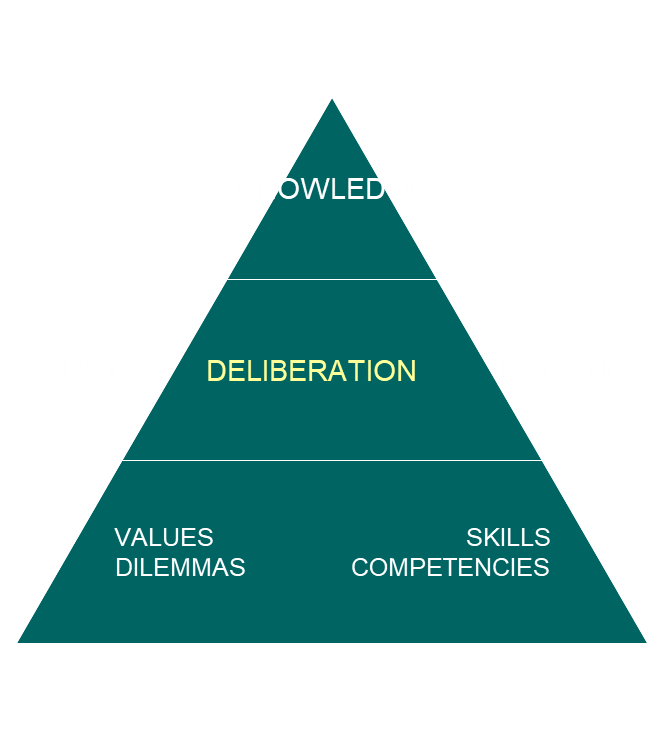 OWLED
DELIBERATION
VALUES
SKILLS
DILEMMAS
COMPETENCIES